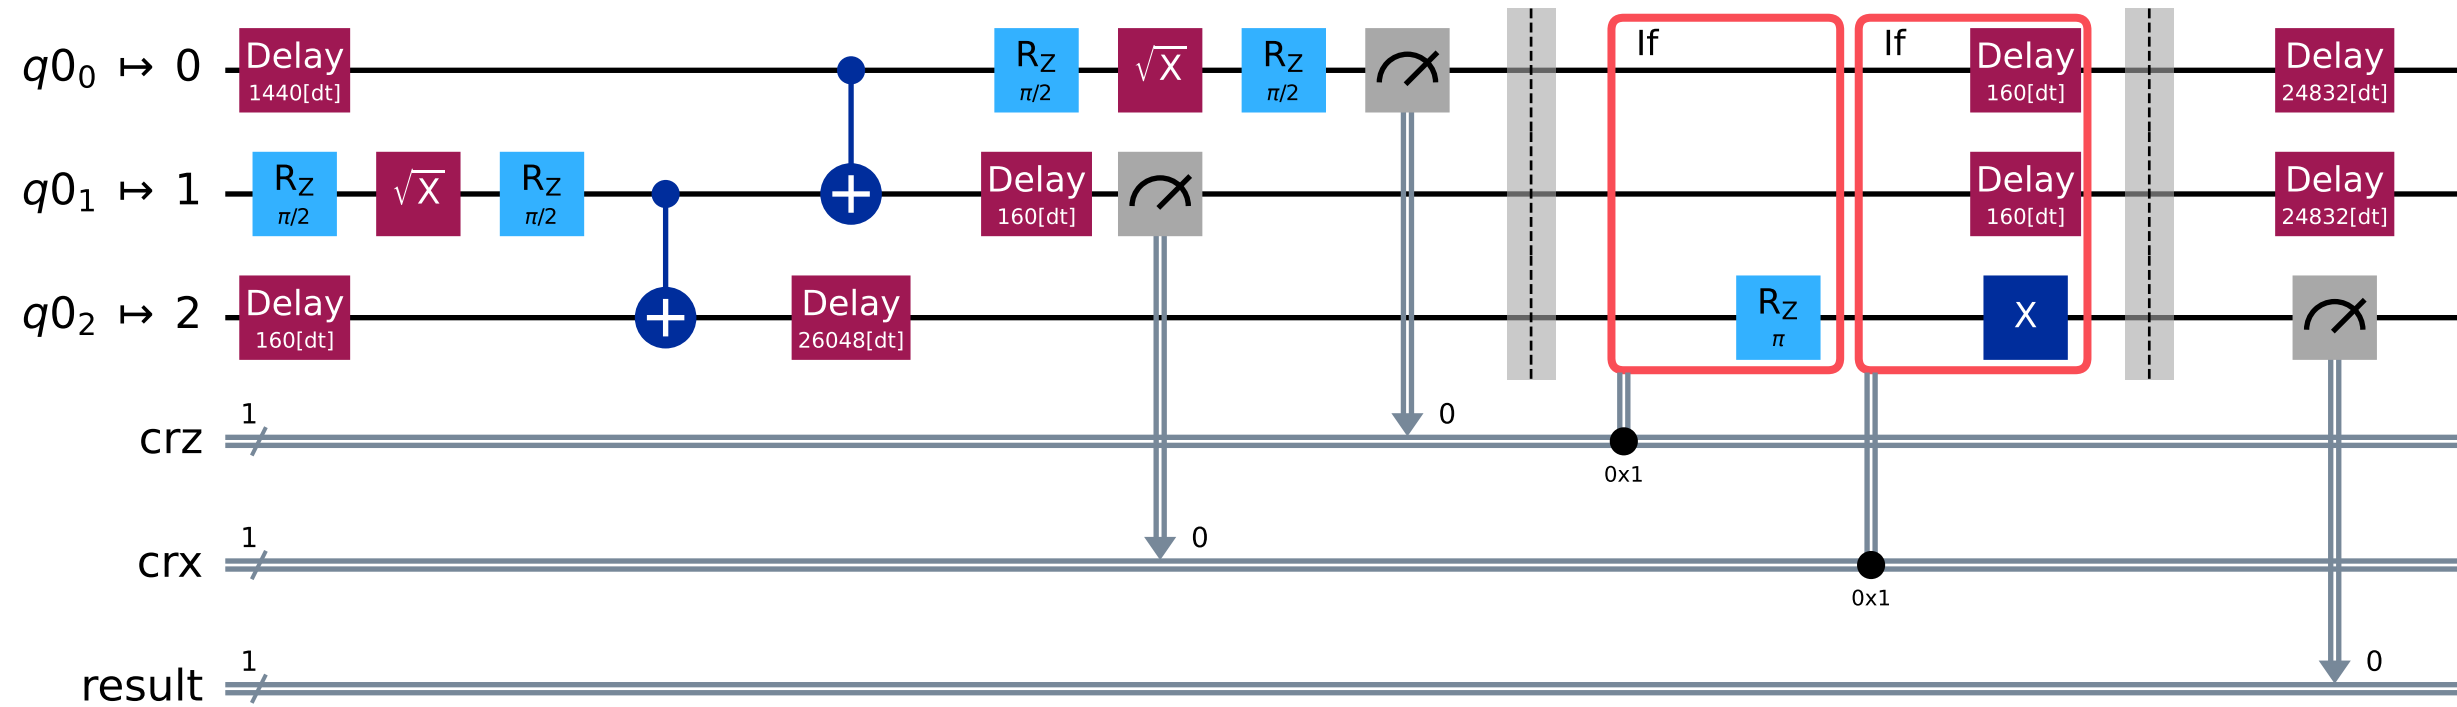 q0₀ ↦ 0
Delay
1440[dt]
R_Z
π/2
√X
R_Z
π/2
If
If
Delay
160[dt]
Delay
24832[dt]
q0₁ ↦ 1
R_Z
π/2
√X
R_Z
π/2
Delay
160[dt]
Delay
160[dt]
Delay
24832[dt]
q0₂ ↦ 2
Delay
160[dt]
Delay
26048[dt]
R_Z
π
X
crz
1
0
0x1
crx
1
0
0x1
result
1
0